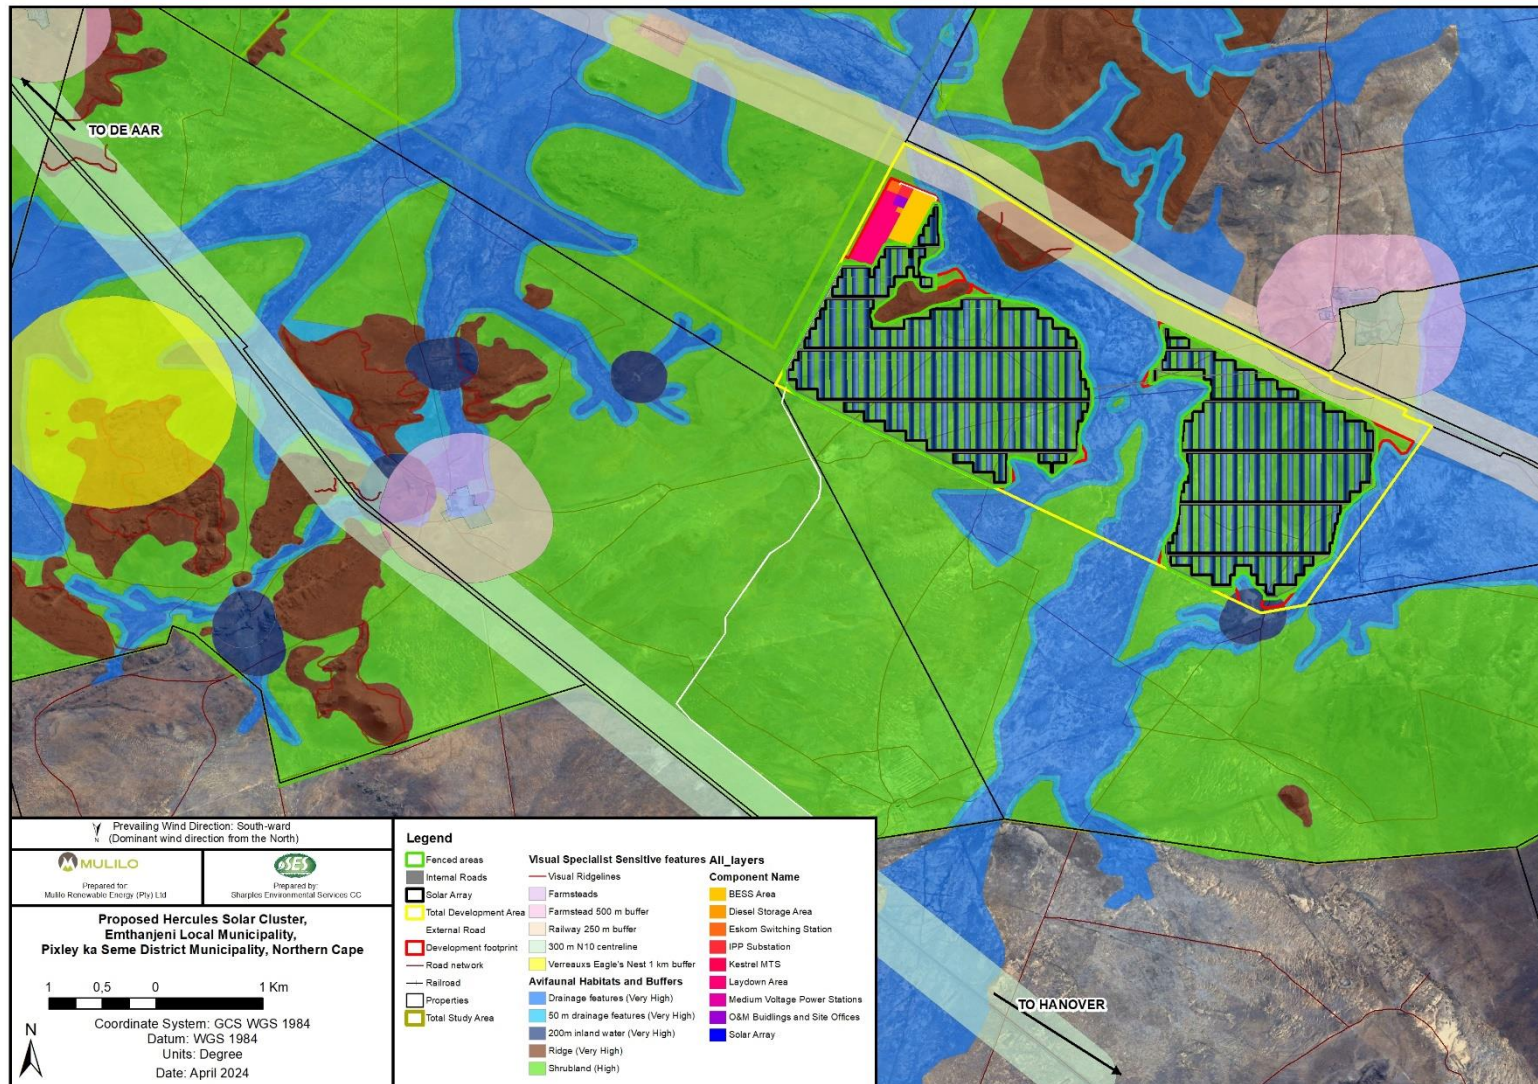 TO DE AAR
TO HANOVER
Prevailing Wind Direction: South-ward
(Dominant wind direction from the North)
N
MULILO
Prepared for:
Mulilo Renewable Energy (Pty) Ltd
SES
Prepared by:
Sharples Environmental Services CC
Proposed Hercules Solar Cluster,
Emthanjeni Local Municipality,
Pixley ka Seme District Municipality, Northern Cape
1 0,5 0 1 Km
N
Coordinate System: GCS WGS 1984
Datum: WGS 1984
Units: Degree
Date: April 2024
Legend
Fenced areas
Internal Roads
Solar Array
Total Development Area
External Road
Development footprint
Road network
Railroad
Properties
Total Study Area
Visual Specialist Sensitive features
Visual Ridgelines
Farmsteads
Farmstead 500 m buffer
Railway 250 m buffer
300 m N10 centreline
Verreauxs Eagle's Nest 1 km buffer
Avifaunal Habitats and Buffers
Drainage features (Very High)
50 m drainage features (Very High)
200m inland water (Very High)
Ridge (Very High)
Shrubland (High)
All_layers
Component Name
BESS Area
Diesel Storage Area
Eskom Switching Station
IPP Substation
Kestrel MTS
Laydown Area
Medium Voltage Power Stations
O&M Buidlings and Site Offices
Solar Array